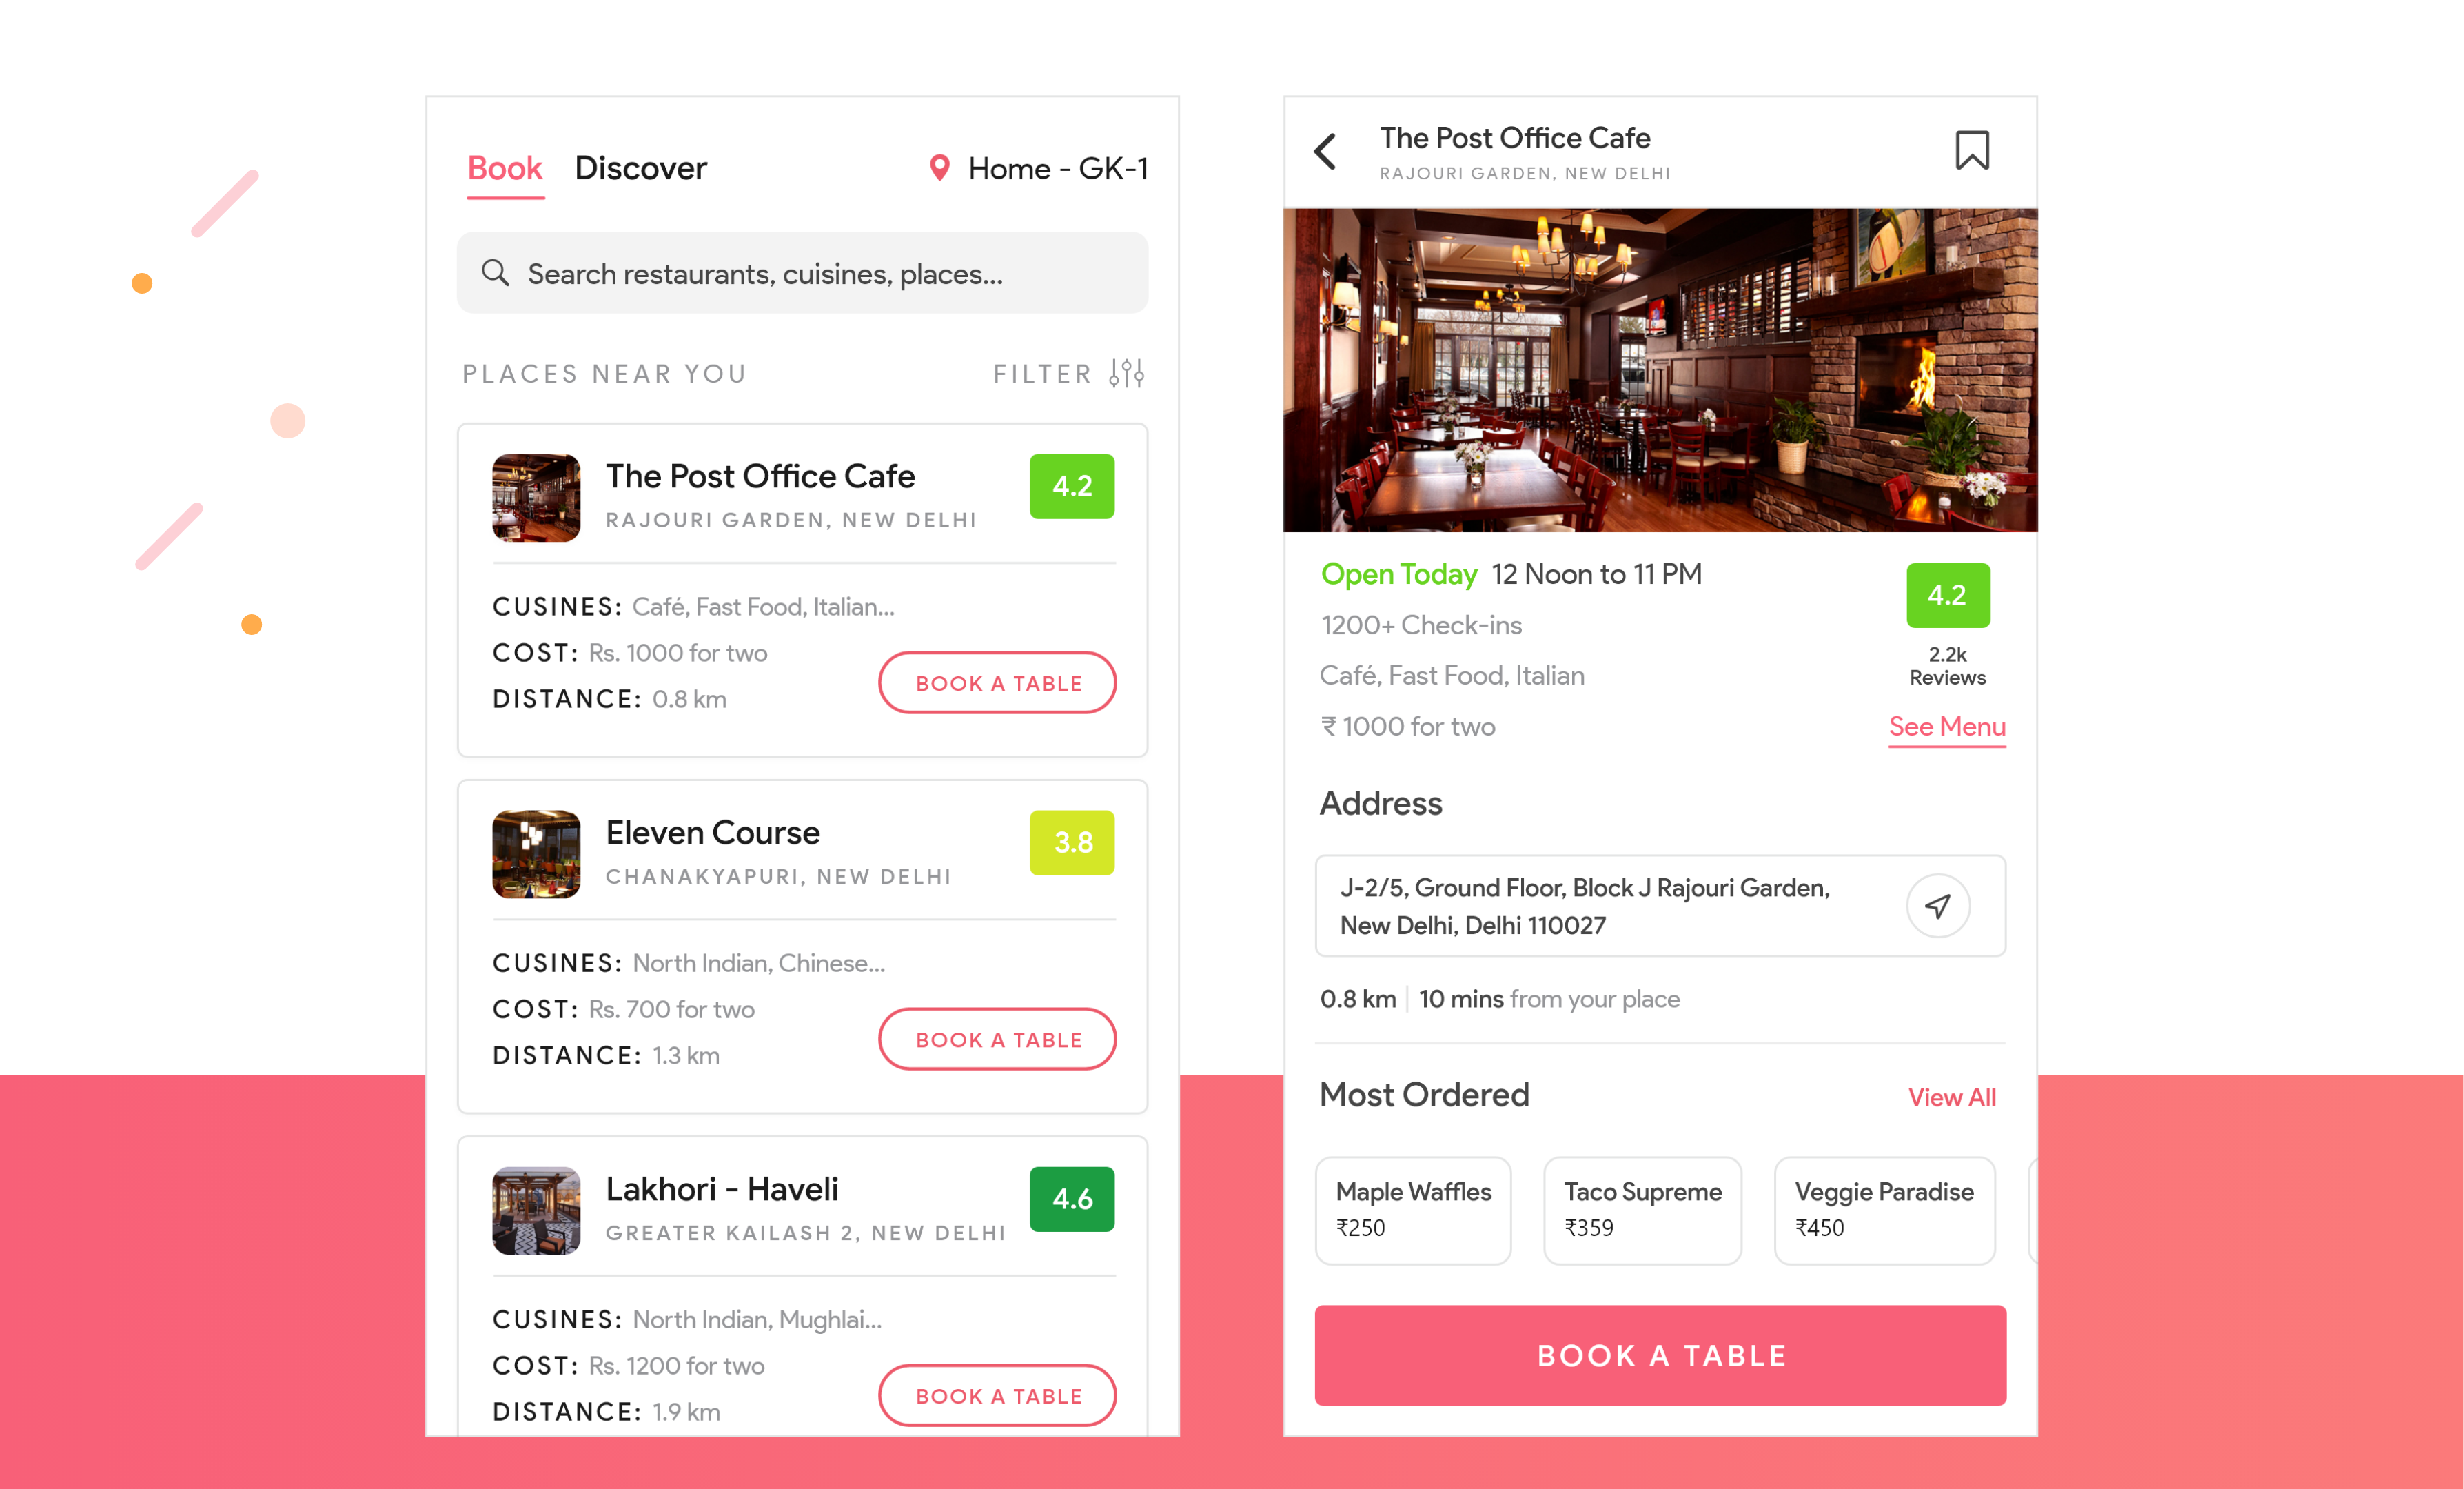 Book Discover Home - GK-1
Search restaurants, cuisines, places...
PLACES NEAR YOU FILTER
The Post Office Cafe 4.2
RAJOURI GARDEN, NEW DELHI
CUSINES: Café, Fast Food, Italian...
COST: Rs. 1000 for two
DISTANCE: 0.8 km
BOOK A TABLE
Eleven Course 3.8
CHANAKYAPURI, NEW DELHI
CUSINES: North Indian, Chinese...
COST: Rs. 700 for two
DISTANCE: 1.3 km
BOOK A TABLE
Lakhori - Haveli 4.6
GREATER KAILASH 2, NEW DELHI
CUSINES: North Indian, Mughlai...
COST: Rs. 1200 for two
DISTANCE: 1.9 km
BOOK A TABLE
The Post Office Cafe
RAJOURI GARDEN, NEW DELHI
Open Today 12 Noon to 11 PM
4.2
1200+ Check-ins
2.2k
Reviews
Café, Fast Food, Italian
₹ 1000 for two
See Menu
Address
J-2/5, Ground Floor, Block J Rajouri Garden,
New Delhi, Delhi 110027
0.8 km 10 mins from your place
Most Ordered View All
Maple Waffles
₹250
Taco Supreme
₹359
Veggie Paradise
₹450
BOOK A TABLE